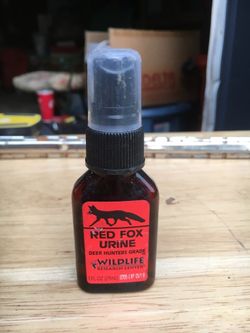 RED FOX
URINE
DEER HUNTERS GRADE
WILDLIFE
RESEARCH CENTER